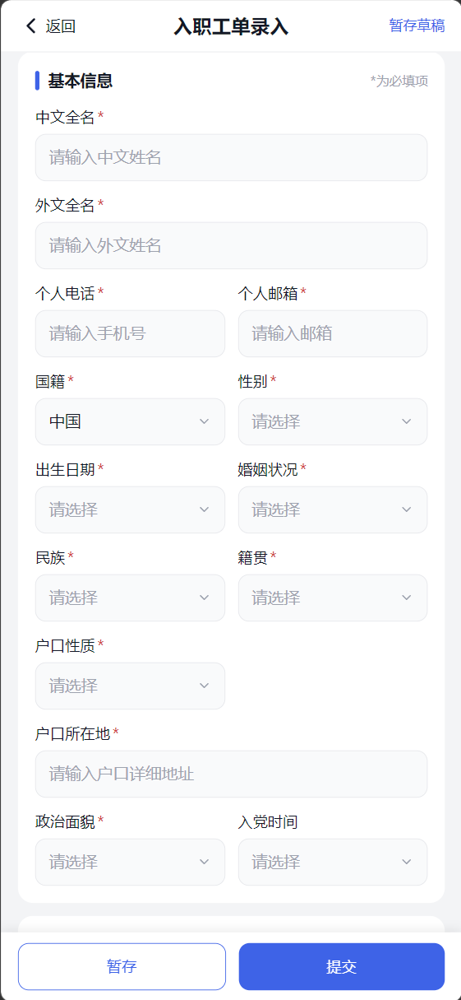 返回 入职工单录入 暂存草稿
基本信息 *为必填项
中文全名*
请输入中文姓名
外文全名*
请输入外文姓名
个人电话* 个人邮箱*
请输入手机号 请输入邮箱
国籍* 性别*
中国 请选择
出生日期* 婚姻状况*
请选择 请选择
民族* 籍贯*
请选择 请选择
户口性质*
请选择
户口所在地*
请输入户口详细地址
政治面貌* 入党时间
请选择 请选择
暂存 提交